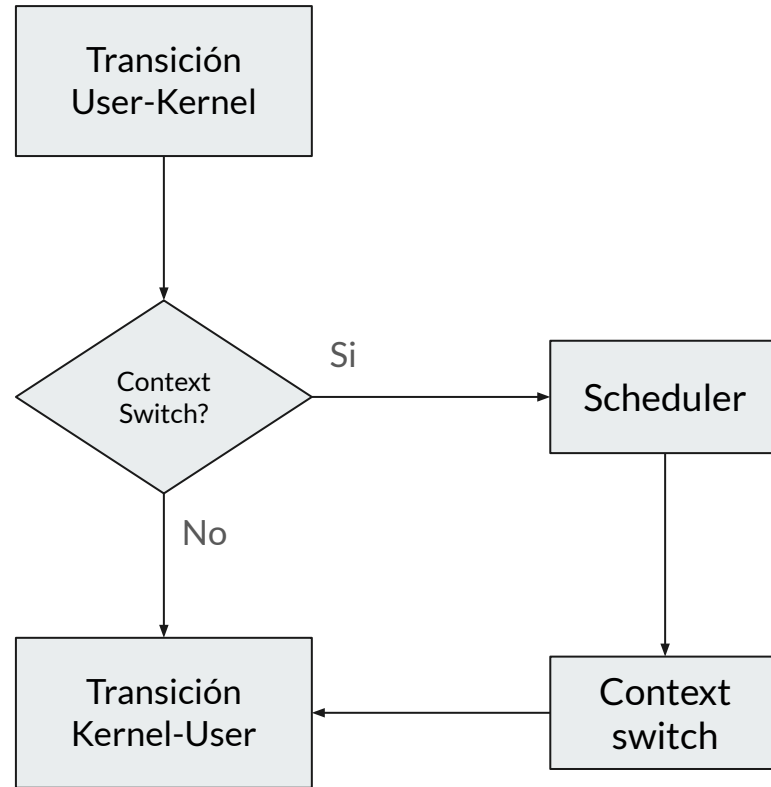 Transición
User-Kernel
Context
Switch?
Si
Scheduler
No
Transición
Kernel-User
Context
switch